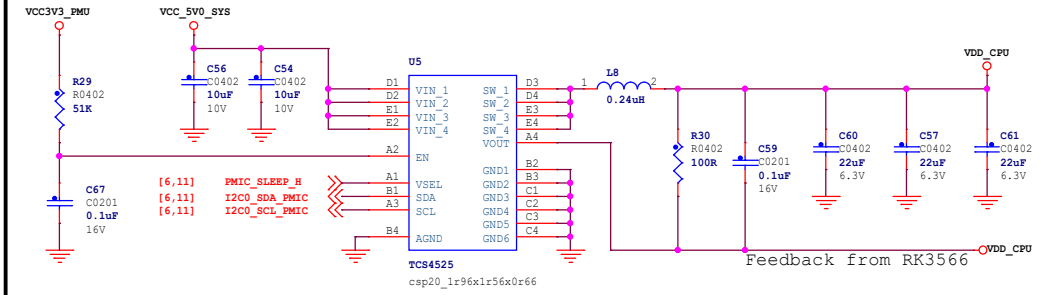 VCC3V3_PMU
VCC_5V0_SYS
R29
R0402
51K
C67
C0201
0.1uF
16V
C56
C0402
10uF
10V
C54
C0402
10uF
10V
[6,11] PMIC_SLEEP_H
[6,11] I2C0_SDA_PMIC
[6,11] I2C0_SCL_PMIC
U5
D1 VIN_1 SW_1 D3
D2 VIN_2 SW_2 D4
E1 VIN_3 SW_3 E3
E2 VIN_4 SW_4 E4
VOUT A4
A2 EN
GND1 B2
A1 VSEL GND2 B3
B1 SDA GND3 C1
A3 SCL GND4 C2
GND5 C3
B4 AGND GND6 C4
TCS4525
csp20_1r96x1r56x0r66
L8
1 2
0.24uH
R30
R0402
100R
C59
C0201
0.1uF
16V
C60
C0402
22uF
6.3V
C57
C0402
22uF
6.3V
VDD_CPU
C61
C0402
22uF
6.3V
VDD_CPU
Feedback from RK3566